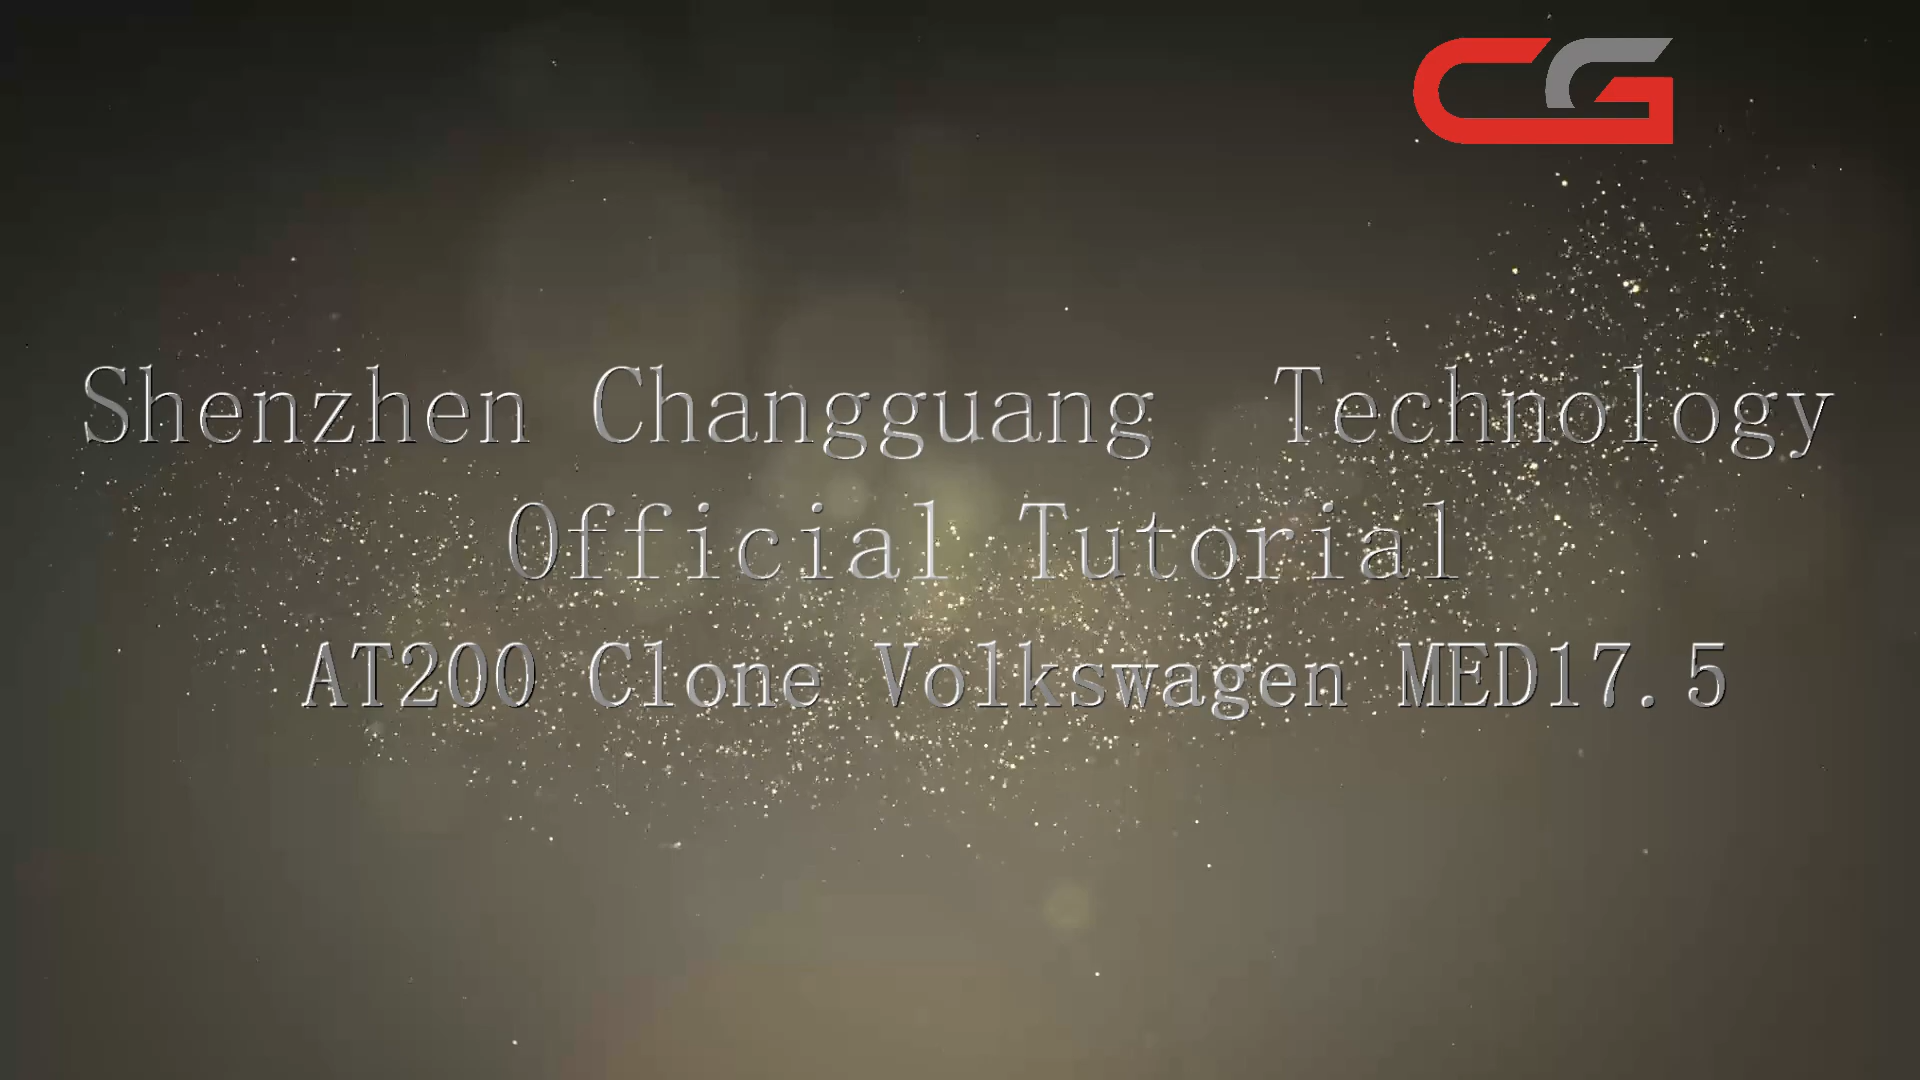 CG
Shenzhen Changguang Technology
Official Tutorial
AT200 Clone Volkswagen MED17.5